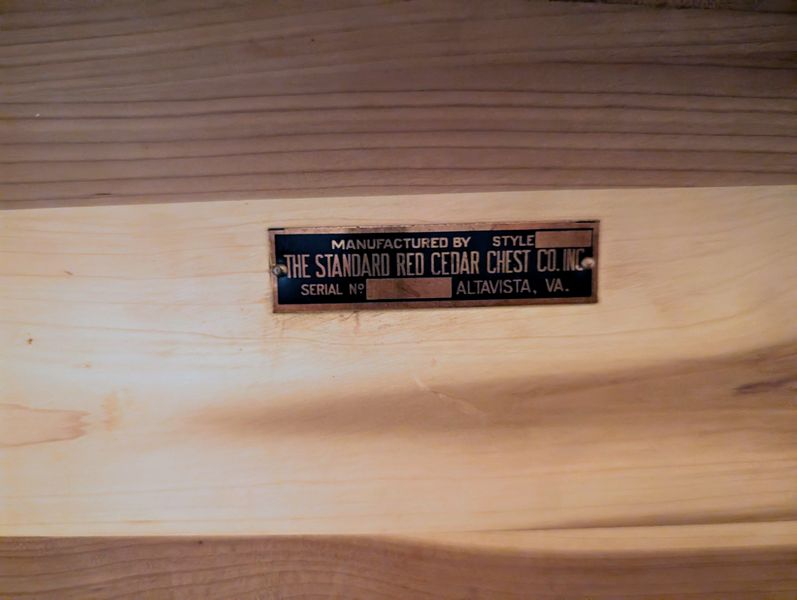 MANUFACTURED BY STYLE
THE STANDARD RED CEDAR CHEST CO. INC.
SERIAL Nº ALTAVISTA, VA.